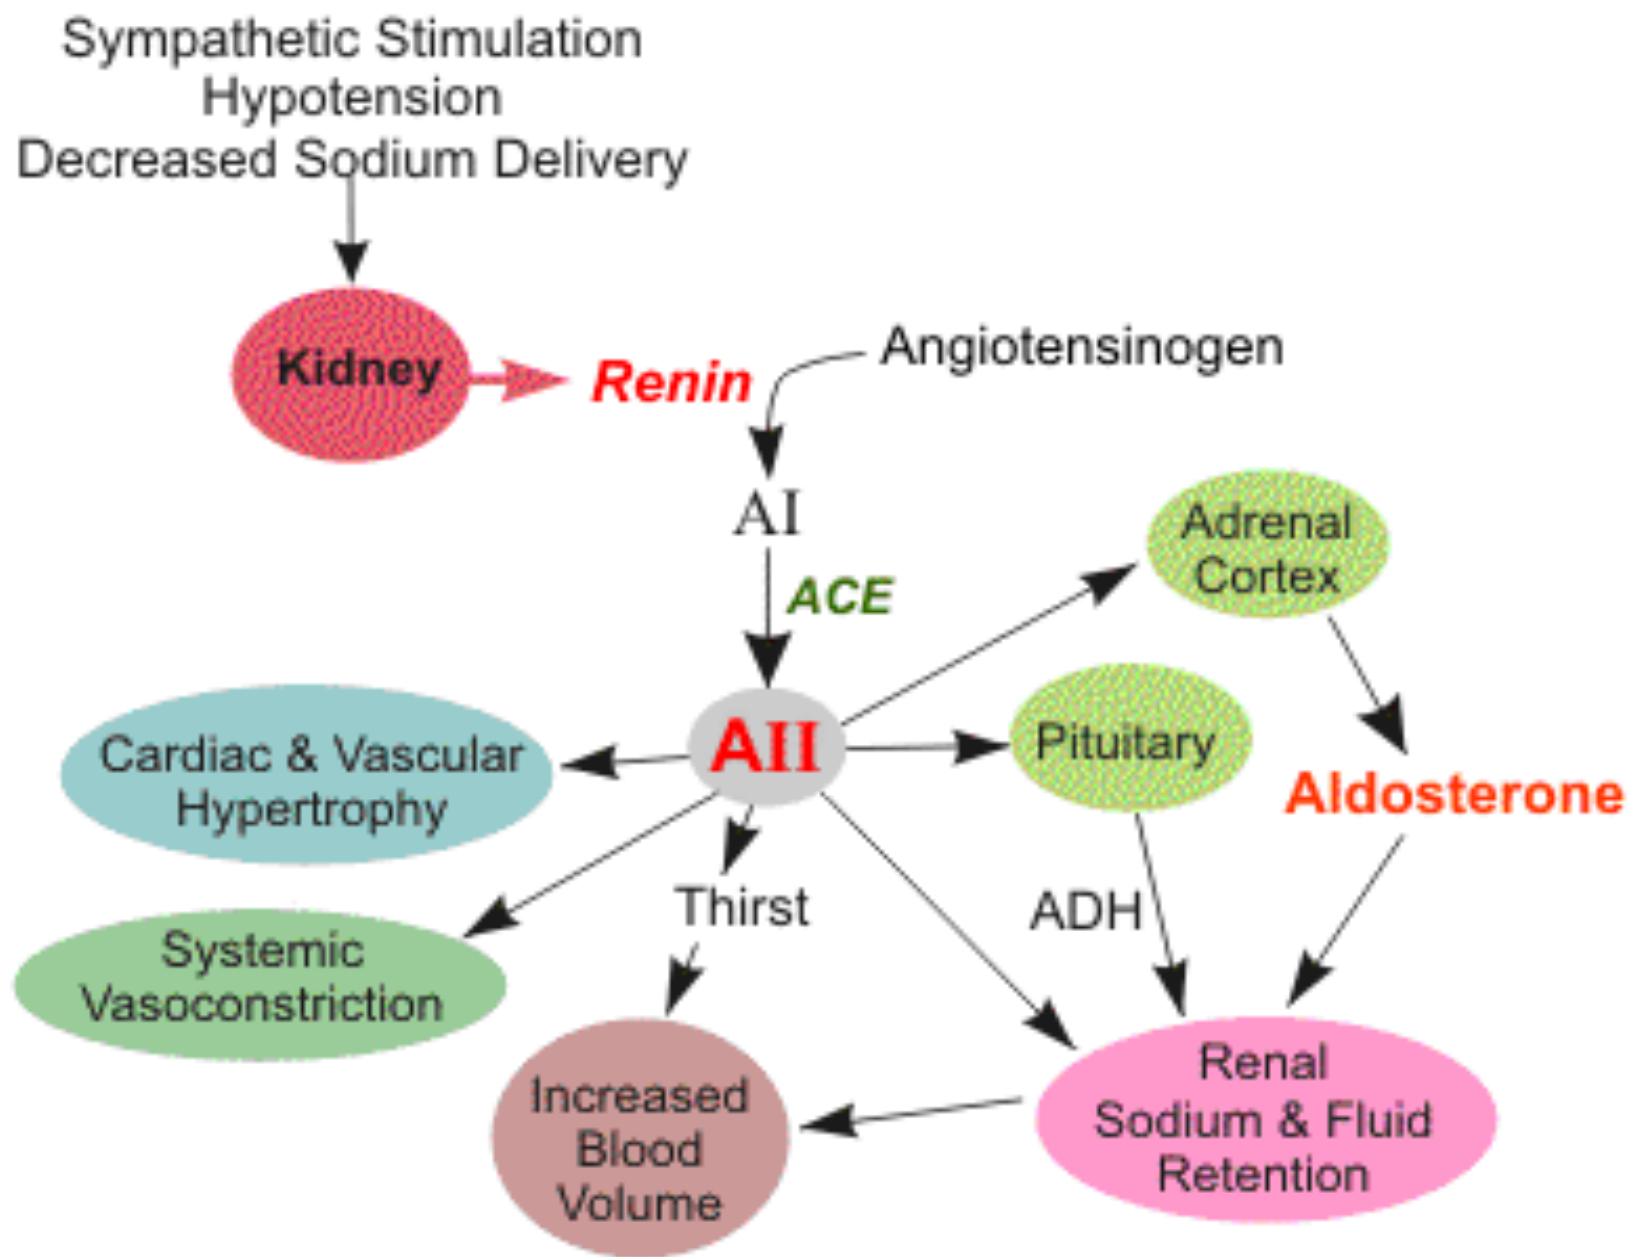 Sympathetic Stimulation
Hypotension
Decreased Sodium Delivery
Kidney
Renin
Angiotensinogen
AI
ACE
Adrenal
Cortex
AII
Pituitary
Cardiac & Vascular
Hypertrophy
Aldosterone
Thirst
ADH
Systemic
Vasoconstriction
Increased
Blood
Volume
Renal
Sodium & Fluid
Retention